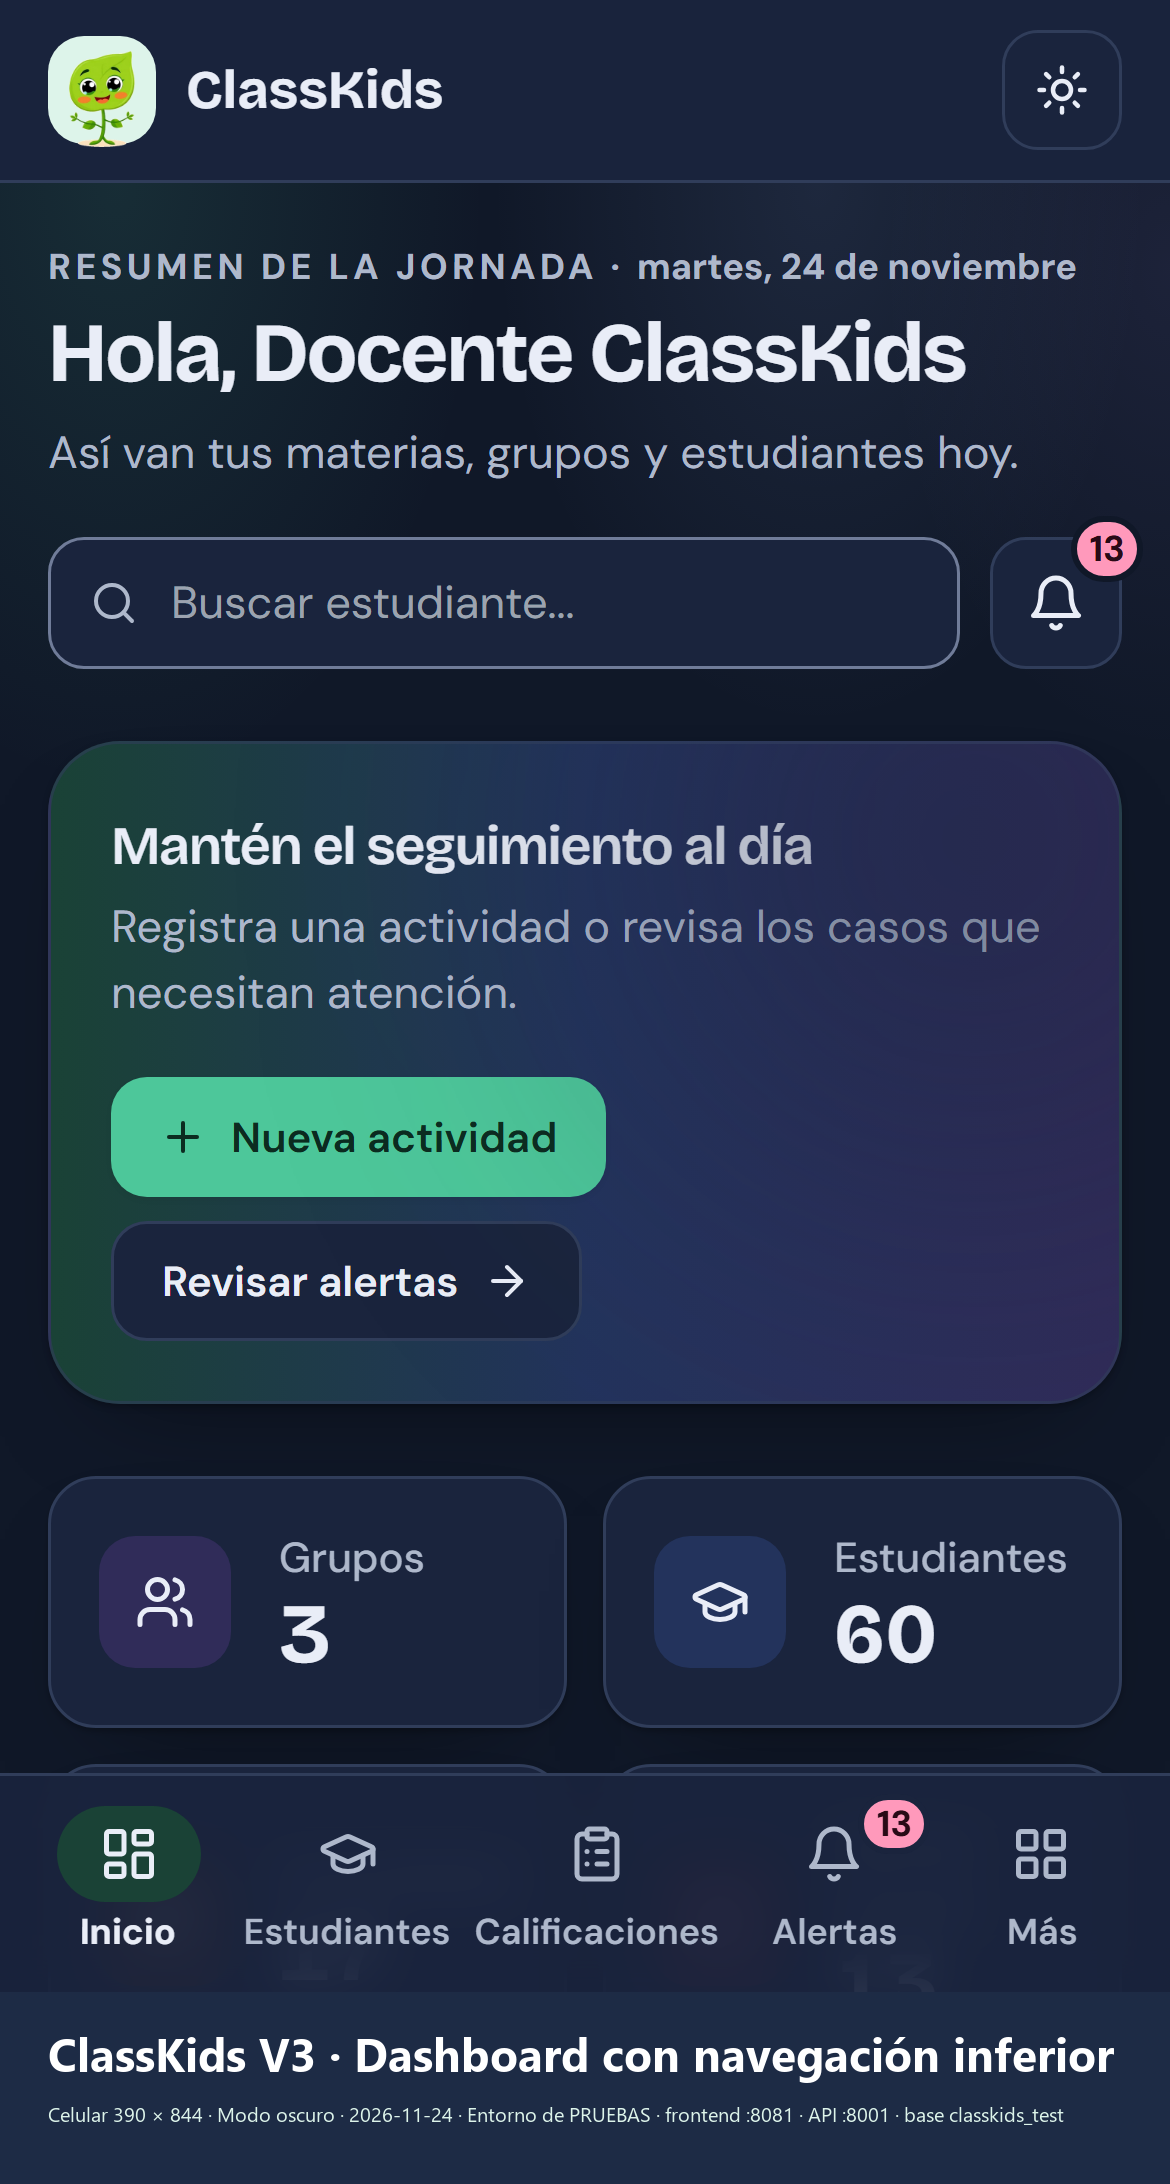 ClassKids
RESUMEN DE LA JORNADA · martes, 24 de noviembre
Hola, Docente ClassKids
Así van tus materias, grupos y estudiantes hoy.
Buscar estudiante...
13
Mantén el seguimiento al día
Registra una actividad o revisa los casos que
necesitan atención.
Nueva actividad
Revisar alertas
Grupos
3
Estudiantes
60
13
Inicio
Estudiantes
Calificaciones
Alertas
Más
17
13
ClassKids V3 · Dashboard con navegación inferior
Celular 390 × 844 · Modo oscuro · 2026-11-24 · Entorno de PRUEBAS · frontend :8081 · API :8001 · base classkids_test